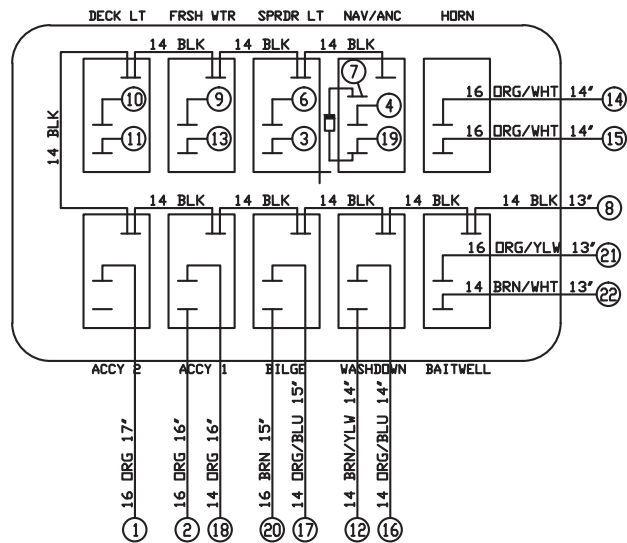 DECK LT FRSH WTR SPRDR LT NAV/ANC HORN
14 BLK 14 BLK 14 BLK
7
10 9 6 4 16 ORG/WHT 14" 14
14 BLK
11 13 3 19 16 ORG/WHT 14" 15
14 BLK 14 BLK 14 BLK 14 BLK 14 BLK 13" 8
16 ORG/YLW 13" 21
14 BRN/WHT 13" 22
ACCY 2 ACCY 1 BILGE WASHDOWN BAITWELL
16 ORG 17"
16 ORG 16"
14 ORG 16"
16 BRN 15"
14 ORG/BLU 15"
14 BRN/YLW 14"
14 ORG/BLU 14"
1 2 18 20 17 12 16